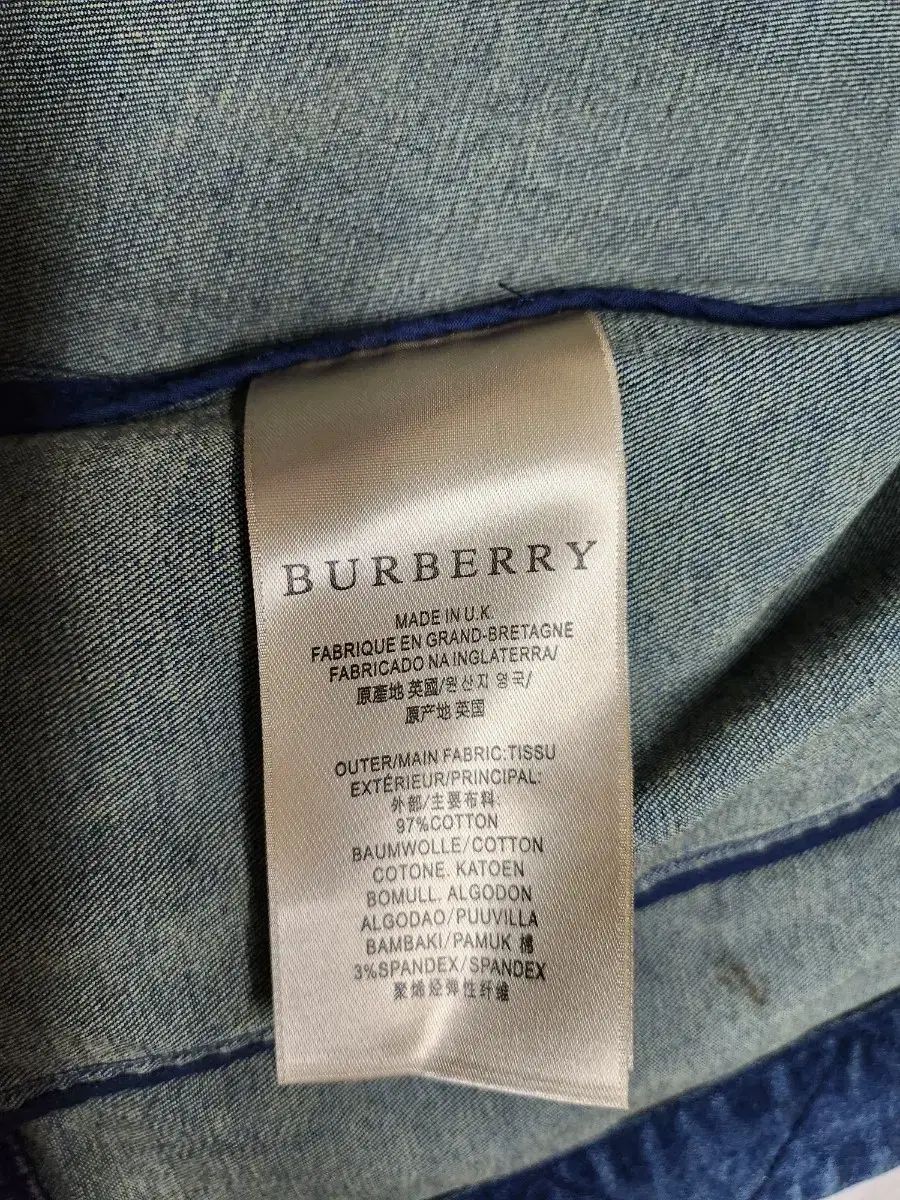 BURBERRY
MADE IN U.K.
FABRIQUE EN GRAND-BRETAGNE
FABRICADO NA INGLATERRA/
原產地 英國/원산지 영국/
原产地 英国
OUTER/MAIN FABRIC:TISSU
EXTÉRIEUR/PRINCIPAL:
外部/主要布料:
97%COTTON
BAUMWOLLE/COTTON
COTONE. KATOEN
BOMULL. ALGODON
ALGODAO/PUUVILLA
BAMBAKI/PAMUK 棉
3%SPANDEX/SPANDEX
聚烯烃弹性纤维